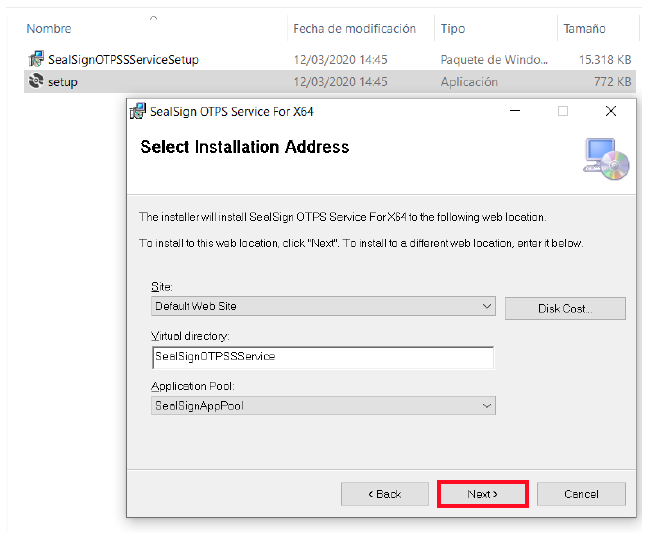 Nombre Fecha de modificación Tipo Tamaño
SealSignOTPSSServiceSetup 12/03/2020 14:45 Paquete de Windo... 15.318 KB
setup 12/03/2020 14:45 Aplicación 772 KB
SealSign OTPS Service For X64
Select Installation Address
The installer will install SealSign OTPS Service For X64 to the following web location.
To install to this web location, click "Next". To install to a different web location, enter it below.
Site:
Default Web Site Disk Cost...
Virtual directory:
SealSignOTPSSService
Application Pool:
SealSignAppPool
< Back Next > Cancel